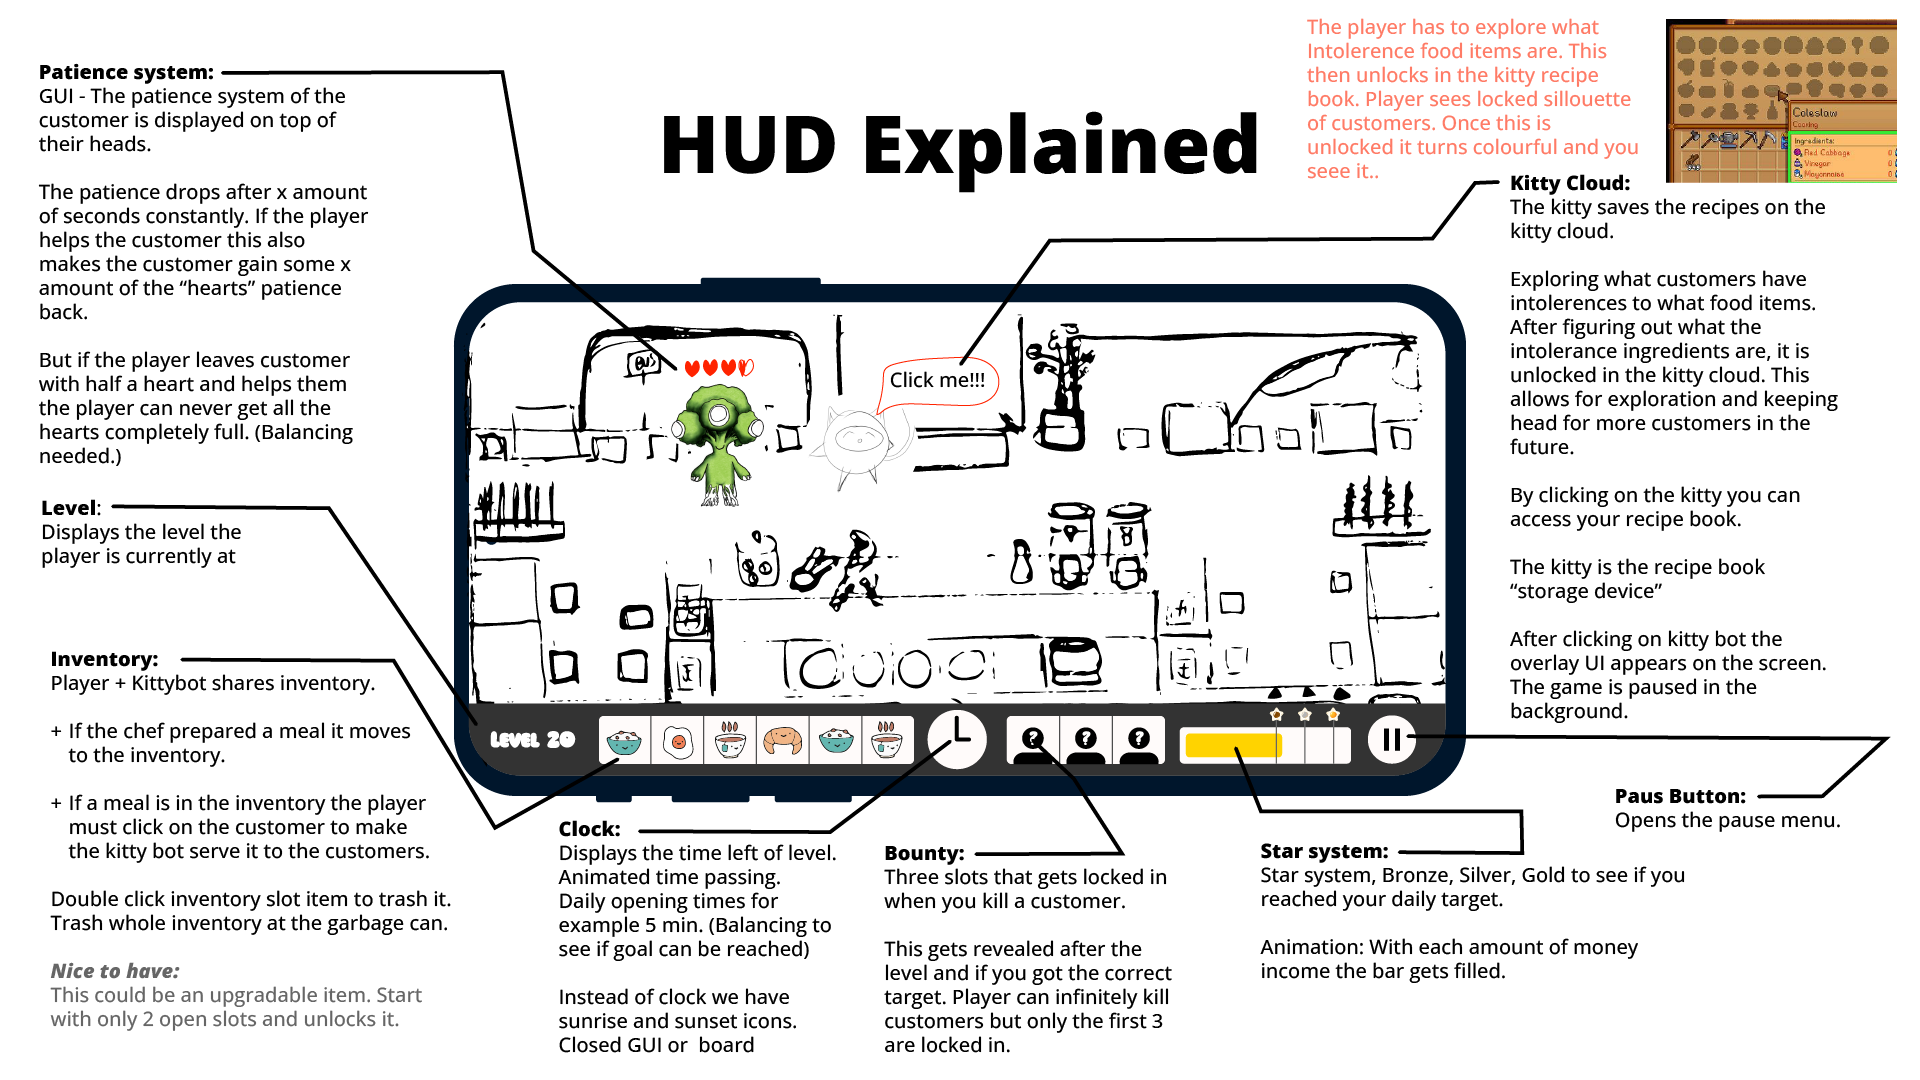 HUD Explained
Patience system:
GUI - The patience system of the
customer is displayed on top of
their heads.
The patience drops after x amount
of seconds constantly. If the player
helps the customer this also
makes the customer gain some x
amount of the “hearts” patience
back.
But if the player leaves customer
with half a heart and helps them
the player can never get all the
hearts completely full. (Balancing
needed.)
Level:
Displays the level the
player is currently at
Inventory:
Player + Kittybot shares inventory.
+ If the chef prepared a meal it moves
to the inventory.
+ If a meal is in the inventory the player
must click on the customer to make
the kitty bot serve it to the customers.
Double click inventory slot item to trash it.
Trash whole inventory at the garbage can.
Nice to have:
This could be an upgradable item. Start
with only 2 open slots and unlocks it.
The player has to explore what
Intolerence food items are. This
then unlocks in the kitty recipe
book. Player sees locked sillouette
of customers. Once this is
unlocked it turns colourful and you
seee it..
Coleslaw
Cooking
Ingredients:
Red Cabbage
Vinegar
Mayonnaise
Kitty Cloud:
The kitty saves the recipes on the
kitty cloud.
Exploring what customers have
intolerences to what food items.
After figuring out what the
intolerance ingredients are, it is
unlocked in the kitty cloud. This
allows for exploration and keeping
head for more customers in the
future.
By clicking on the kitty you can
access your recipe book.
The kitty is the recipe book
“storage device”
After clicking on kitty bot the
overlay UI appears on the screen.
The game is paused in the
background.
BUS
Click me!!!
LEVEL 20
? ? ?
Clock:
Displays the time left of level.
Animated time passing.
Daily opening times for
example 5 min. (Balancing to
see if goal can be reached)
Instead of clock we have
sunrise and sunset icons.
Closed GUI or  board
Bounty:
Three slots that gets locked in
when you kill a customer.
This gets revealed after the
level and if you got the correct
target. Player can infinitely kill
customers but only the first 3
are locked in.
Star system:
Star system, Bronze, Silver, Gold to see if you
reached your daily target.
Animation: With each amount of money
income the bar gets filled.
Paus Button:
Opens the pause menu.